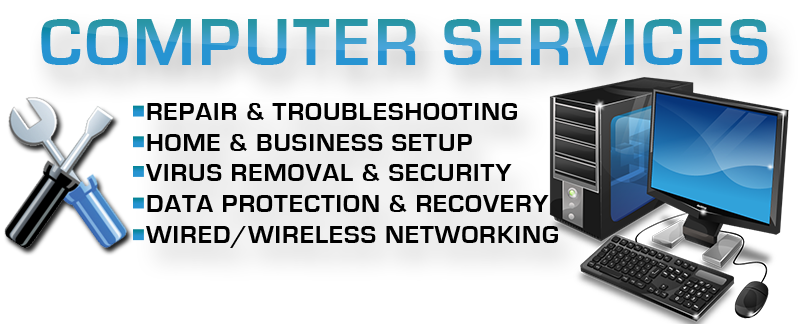 COMPUTER SERVICES
REPAIR & TROUBLESHOOTING
HOME & BUSINESS SETUP
VIRUS REMOVAL & SECURITY
DATA PROTECTION & RECOVERY
WIRED/WIRELESS NETWORKING